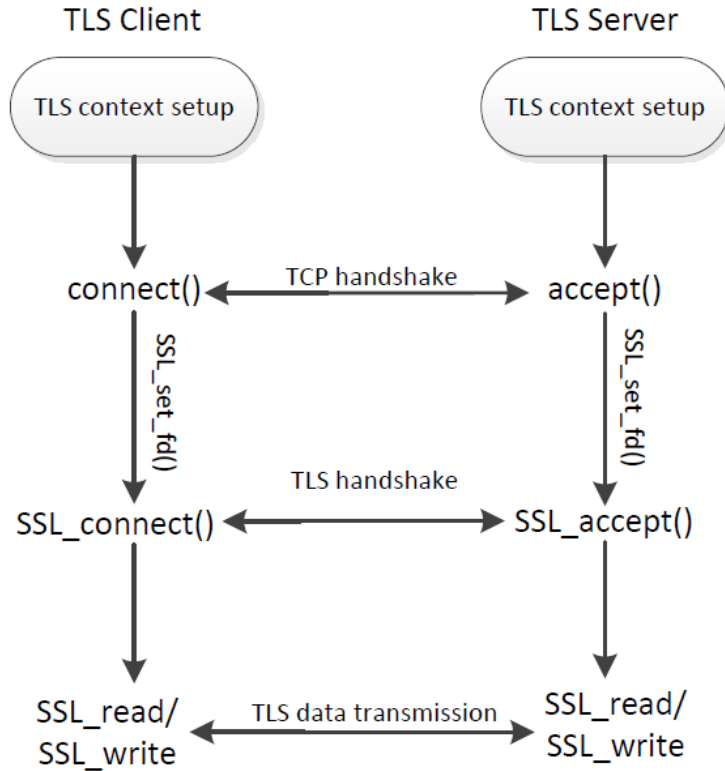 TLS Client
TLS Server
TLS context setup
TLS context setup
connect()
TCP handshake
accept()
SSL_set_fd()
SSL_set_fd()
SSL_connect()
TLS handshake
SSL_accept()
SSL_read/
SSL_write
TLS data transmission
SSL_read/
SSL_write